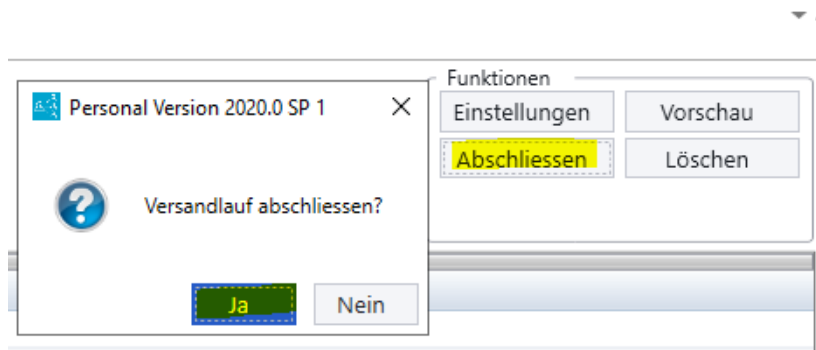 Personal Version 2020.0 SP 1
Versandlauf abschliessen?
Ja Nein
Funktionen
Einstellungen Vorschau
Abschliessen Löschen